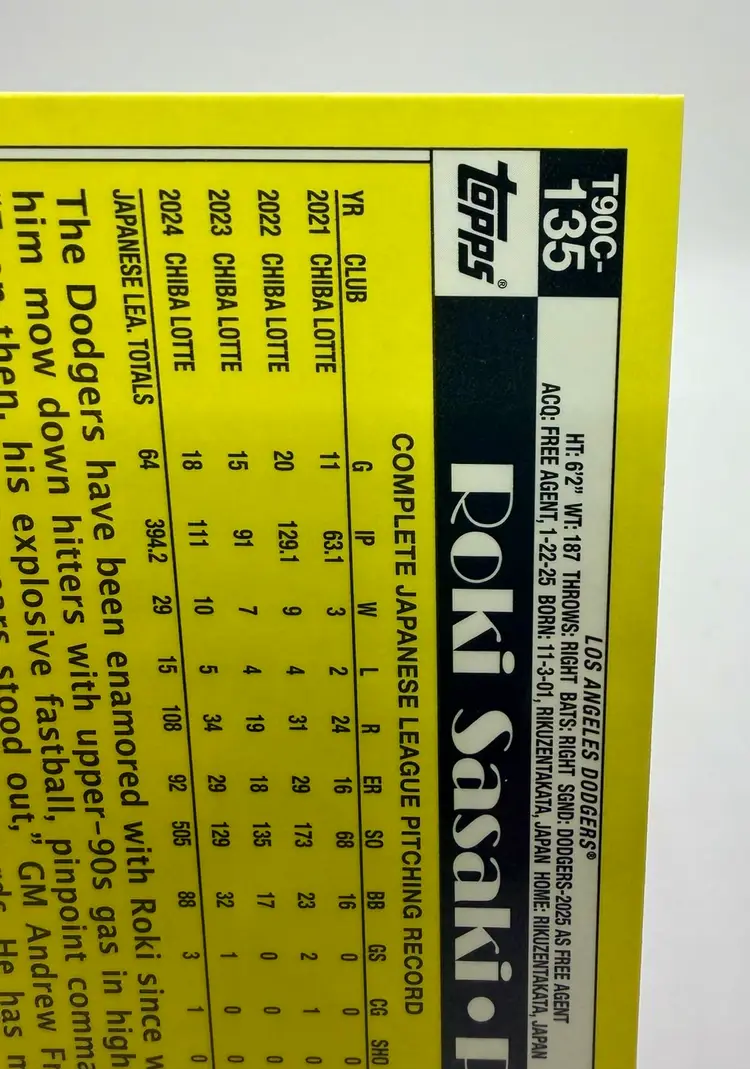 T90C-
135
topps®
LOS ANGELES DODGERS®
HT: 6'2" WT: 187 THROWS: RIGHT BATS: RIGHT SGND: DODGERS-2025 AS FREE AGENT
ACQ: FREE AGENT, 1-22-25 BORN: 11-3-01, RIKUZENTAKATA, JAPAN HOME: RIKUZENTAKATA, JAPAN
Roki Sasaki •
COMPLETE JAPANESE LEAGUE PITCHING RECORD
YR CLUB G IP W L R ER SO BB GS CG SHO
2021 CHIBA LOTTE 11 63.1 3 2 24 16 68 16 0 0 0
2022 CHIBA LOTTE 20 129.1 9 4 31 29 173 23 2 1 0
2023 CHIBA LOTTE 15 91 7 4 19 18 135 17 0 0 0
2024 CHIBA LOTTE 18 111 10 5 34 29 129 32 1 0 0
JAPANESE LEA. TOTALS 64 394.2 29 15 108 92 505 88 3 1 0
The Dodgers have been enamored with Roki since
him mow down hitters with upper-90s gas in high
then, his explosive fastball, pinpoint
stood out," GM Andrew
He has